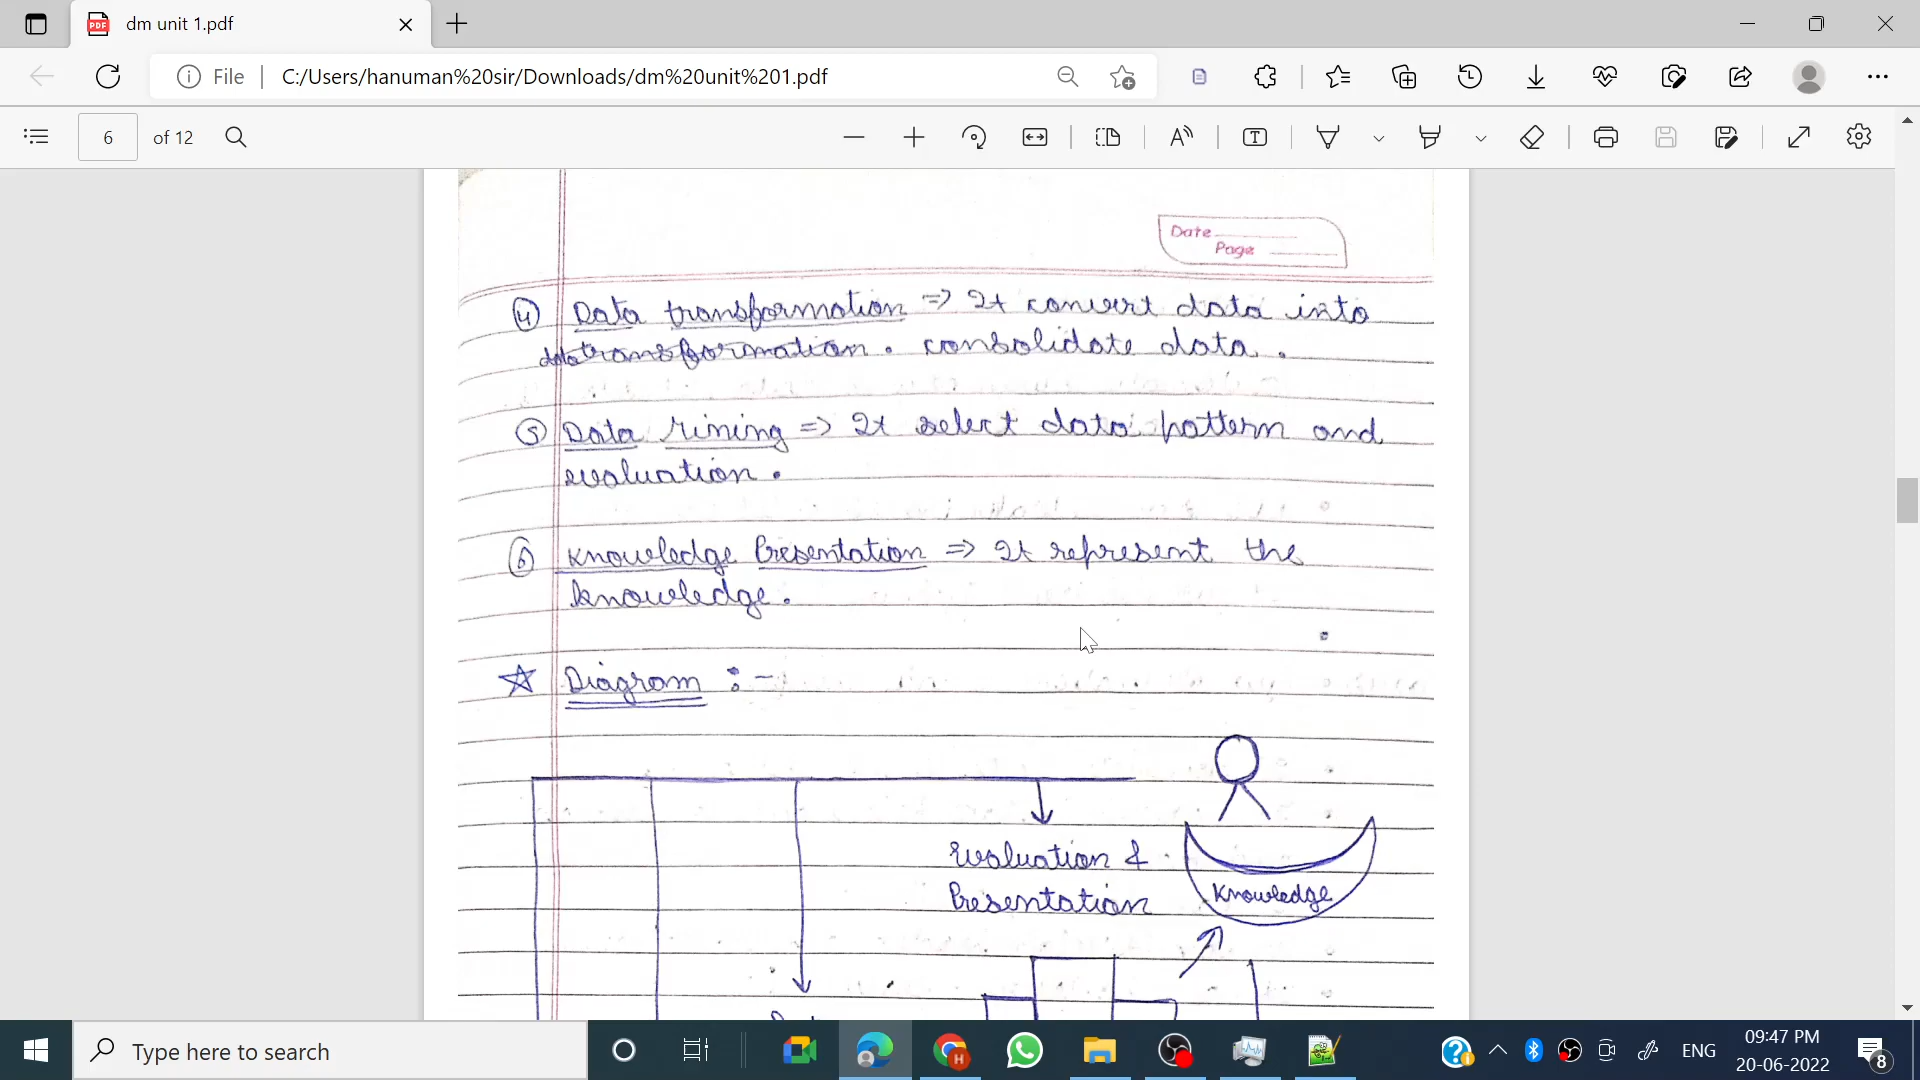 dm unit 1.pdf
File
C:/Users/hanuman%20sir/Downloads/dm%20unit%201.pdf
6 of 12
Date
Page
④ Data transformation => It convert data into
datatransformation. consolidate data.
⑤ Data Mining => It select data pattern and
evaluation.
⑥ Knowledge Presentation => It represent the
knowledge.
☆ Diagram :-
Evaluation &
Presentation
Knowledge
Type here to search
ENG
09:47 PM
20-06-2022
8